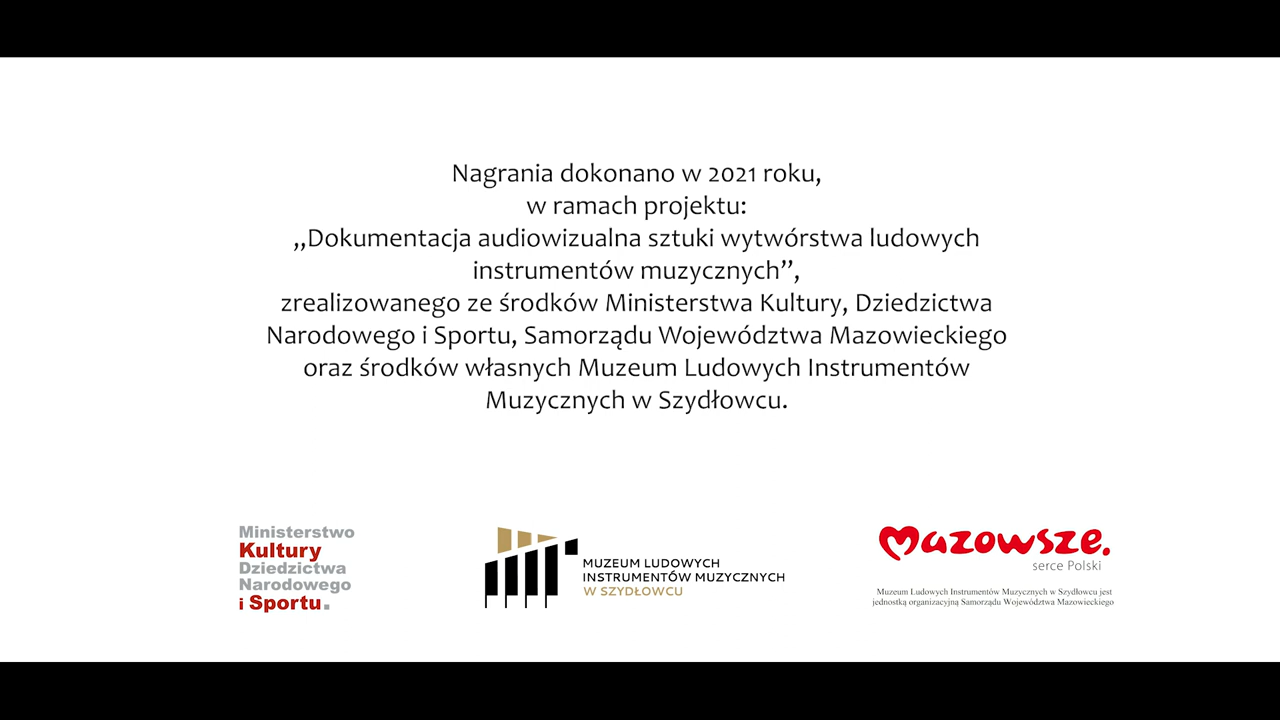 Nagrania dokonano w 2021 roku,
w ramach projektu:
„Dokumentacja audiowizualna sztuki wytwórstwa ludowych
instrumentów muzycznych”,
zrealizowanego ze środków Ministerstwa Kultury, Dziedzictwa
Narodowego i Sportu, Samorządu Województwa Mazowieckiego
oraz środków własnych Muzeum Ludowych Instrumentów
Muzycznych w Szydłowcu.
Ministerstwo
Kultury
Dziedzictwa
Narodowego
i Sportu.
MUZEUM LUDOWYCH
INSTRUMENTÓW MUZYCZNYCH
W SZYDŁOWCU
Mazowsze.
serce Polski
Muzeum Ludowych Instrumentów Muzycznych w Szydłowcu jest
jednostką organizacyjną Samorządu Województwa Mazowieckiego